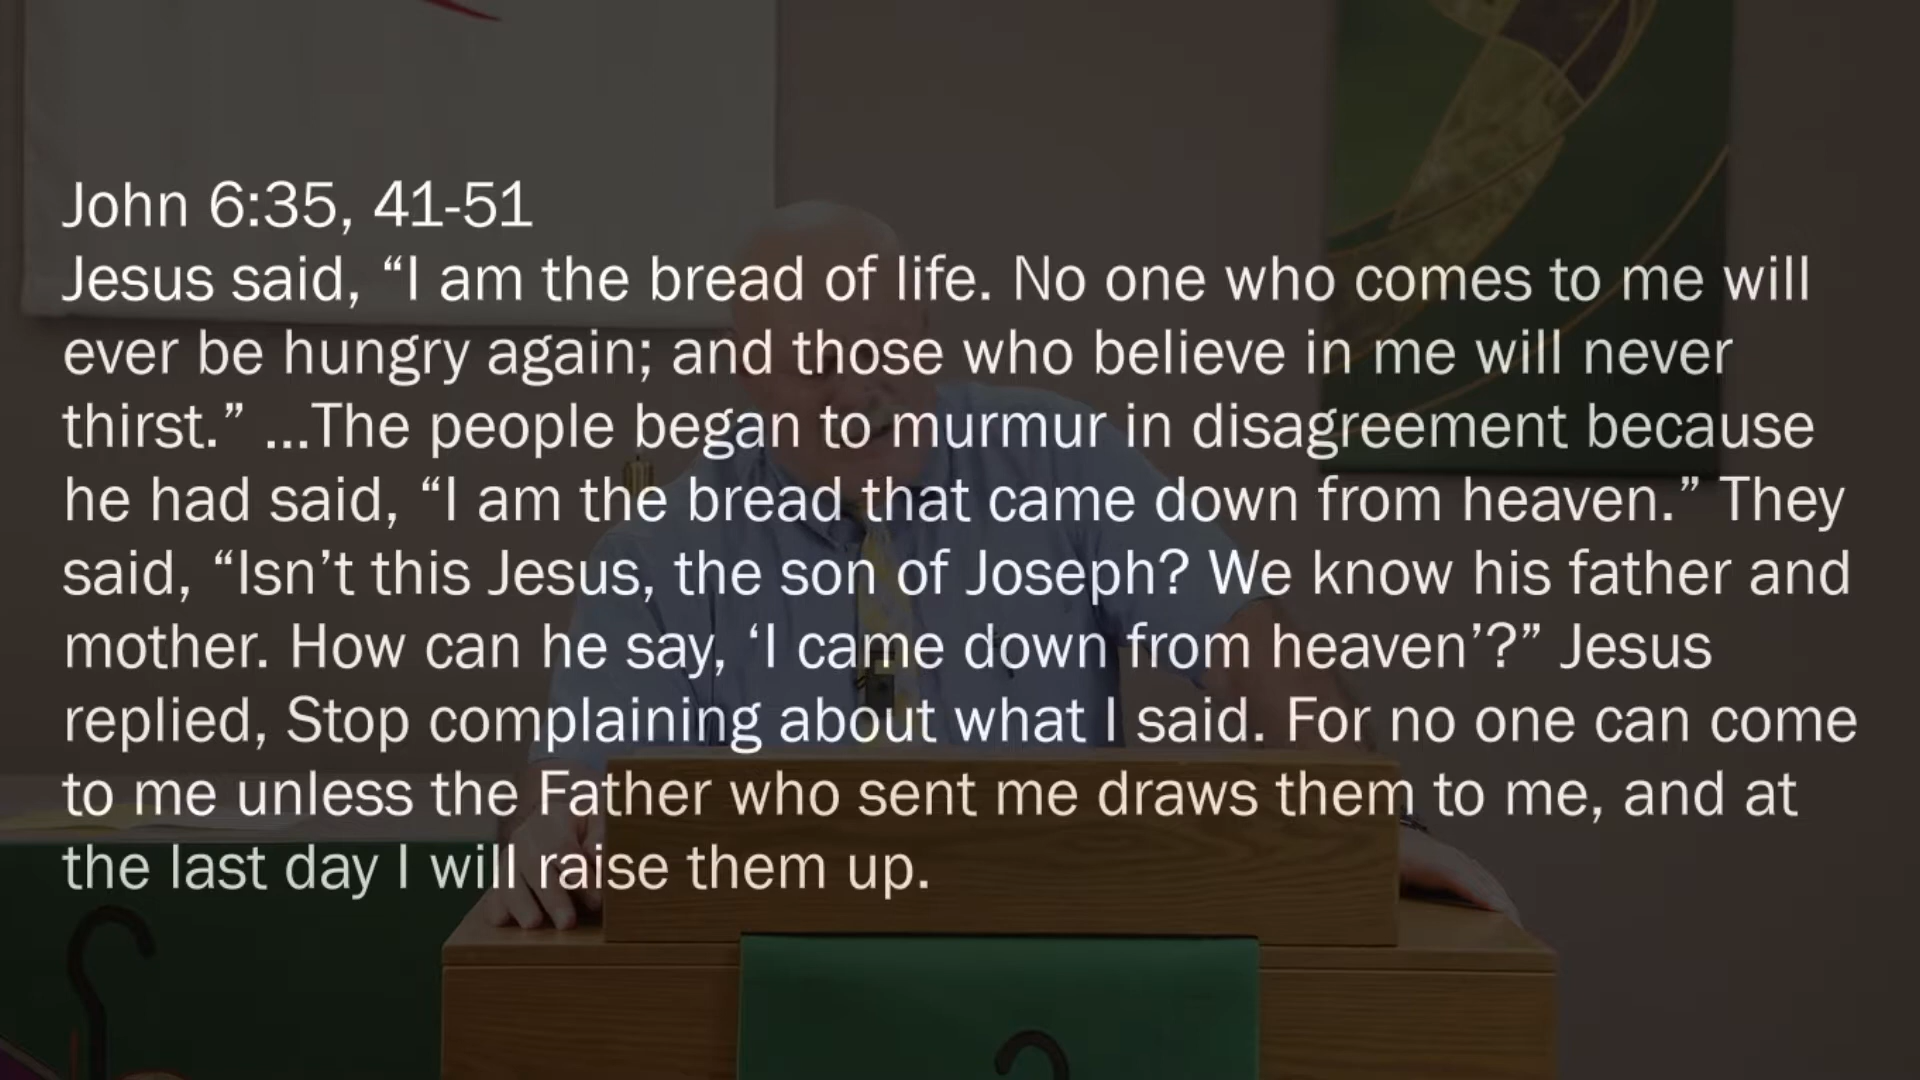 John 6:35, 41-51
Jesus said, “I am the bread of life. No one who comes to me will
ever be hungry again; and those who believe in me will never
thirst.” ...The people began to murmur in disagreement because
he had said, “I am the bread that came down from heaven.” They
said, “Isn’t this Jesus, the son of Joseph? We know his father and
mother. How can he say, ‘I came down from heaven’?” Jesus
replied, Stop complaining about what I said. For no one can come
to me unless the Father who sent me draws them to me, and at
the last day I will raise them up.